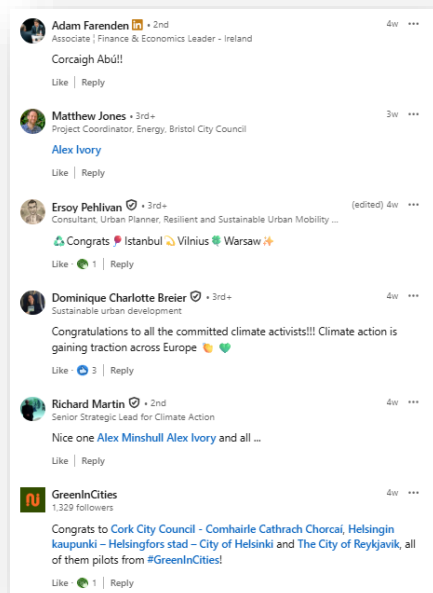 Adam Farenden in • 2nd 4w ...
Associate ¦ Finance & Economics Leader - Ireland
Corcaigh Abú!!
Like | Reply
Matthew Jones • 3rd+ 3w ...
Project Coordinator, Energy, Bristol City Council
Alex Ivory
Like | Reply
Ersoy Pehlivan • 3rd+ (edited) 4w ...
Consultant, Urban Planner, Resilient and Sustainable Urban Mobility ...
♻️Congrats 🌹Istanbul 💫Vilnius 🍀Warsaw✨
Like · 1 | Reply
Dominique Charlotte Breier • 3rd+ 4w ...
Sustainable urban development
Congratulations to all the committed climate activists!!! Climate action is
gaining traction across Europe 👏 💚
Like · 3 | Reply
Richard Martin • 2nd 4w ...
Senior Strategic Lead for Climate Action
Nice one Alex Minshull Alex Ivory and all ...
Like | Reply
GreenInCities 4w ...
1,329 followers
Congrats to Cork City Council - Comhairle Cathrach Chorcaí, Helsingin
kaupunki – Helsingfors stad – City of Helsinki and The City of Reykjavik, all
of them pilots from #GreenInCities!
Like · 1 | Reply